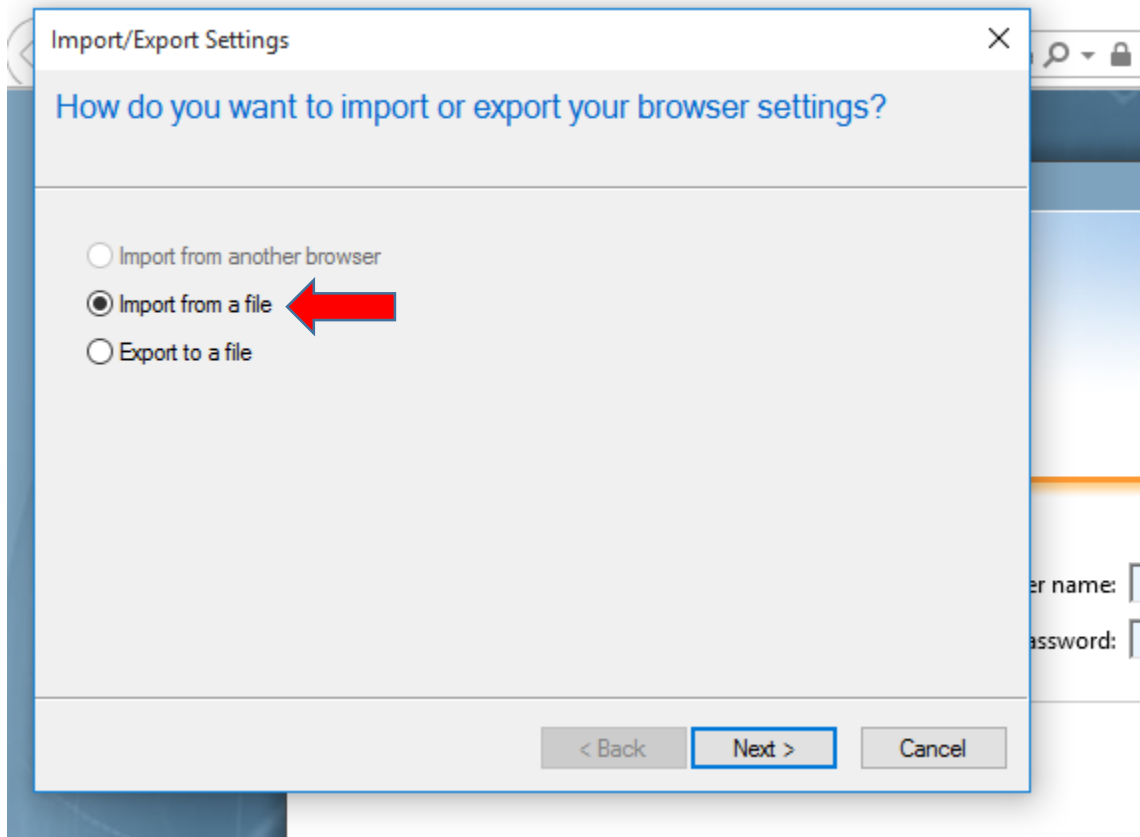 Import/Export Settings
How do you want to import or export your browser settings?
Import from another browser
Import from a file
Export to a file
er name:
assword:
< Back
Next >
Cancel